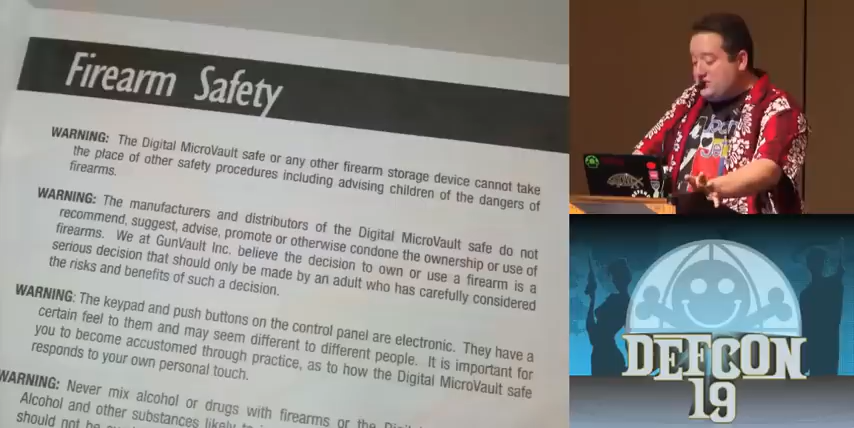 Firearm Safety
WARNING: The Digital MicroVault safe or any other firearm storage device cannot take
the place of other safety procedures including advising children of the dangers of
firearms.
WARNING: The manufacturers and distributors of the Digital MicroVault safe do not
recommend, suggest, advise, promote or otherwise condone the ownership or use of
firearms. We at GunVault Inc. believe the decision to own or use a firearm is a
serious decision that should only be made by an adult who has carefully considered
the risks and benefits of such a decision.
WARNING: The keypad and push buttons on the control panel are electronic. They have a
certain feel to them and may seem different to different people. It is important for
you to become accustomed through practice, as to how the Digital MicroVault safe
responds to your own personal touch.
WARNING: Never mix alcohol or drugs with firearms or the
Alcohol and other substances likely to
should not be
DEFCON
19